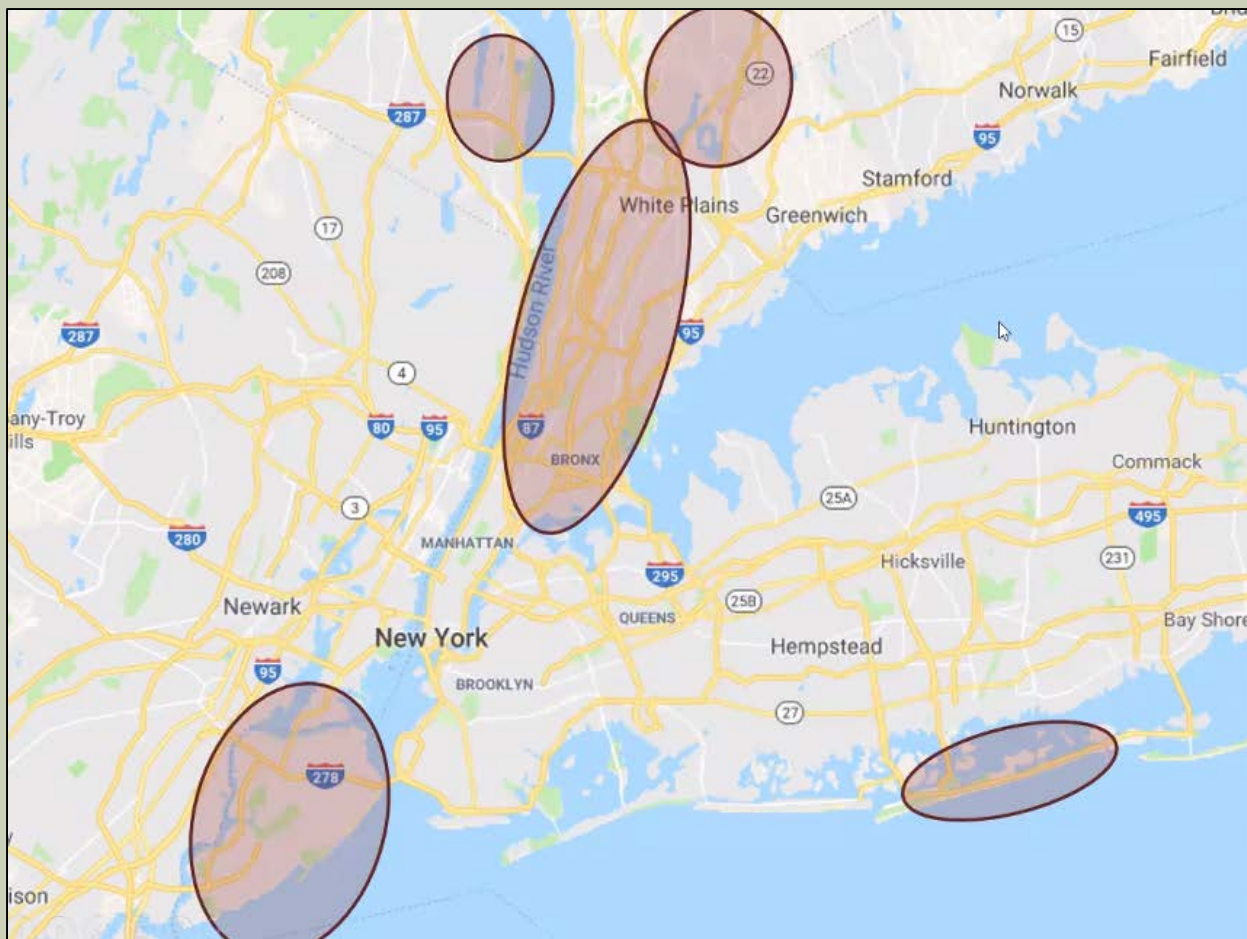 15
Fairfield
22
Norwalk
287
95
Stamford
White Plains
Greenwich
17
208
Hudson River
287
95
4
any-Troy
ills
80
95
87
Huntington
BRONX
Commack
25A
3
495
280
MANHATTAN
231
Hicksville
295
Newark
25B
QUEENS
Bay Shore
New York
Hempstead
95
BROOKLYN
27
278
ison